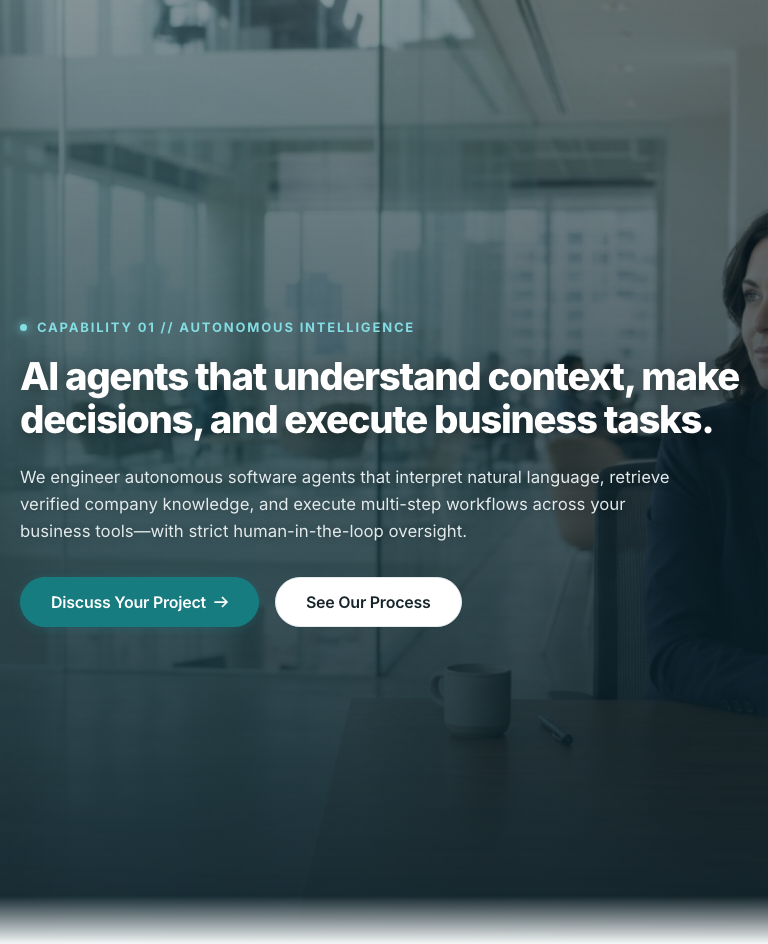 CAPABILITY 01 // AUTONOMOUS INTELLIGENCE
AI agents that understand context, make
decisions, and execute business tasks.
We engineer autonomous software agents that interpret natural language, retrieve
verified company knowledge, and execute multi-step workflows across your
business tools—with strict human-in-the-loop oversight.
Discuss Your Project →
See Our Process